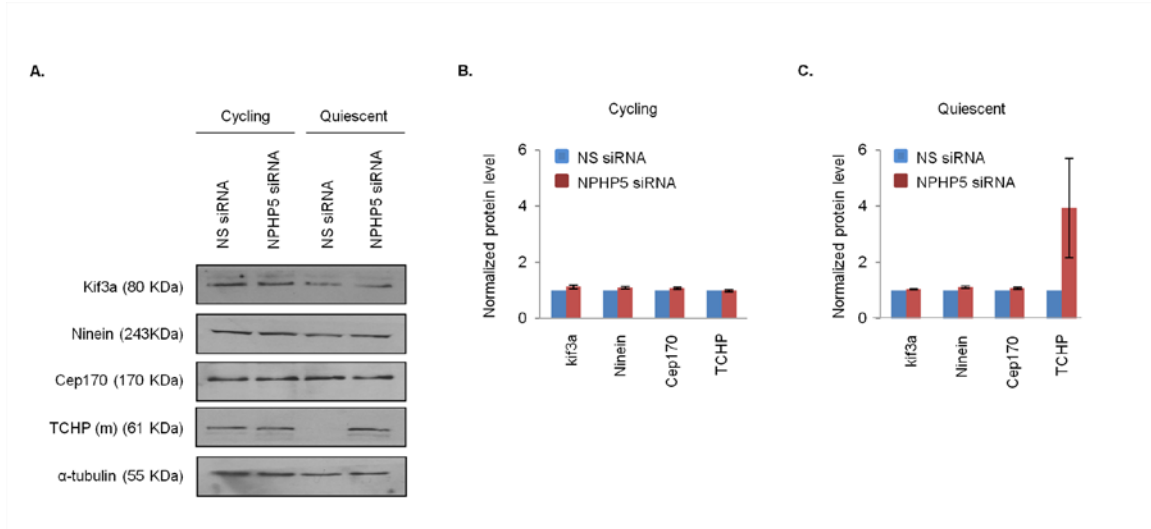 A.
Cycling Quiescent
NS siRNA
NPHP5 siRNA
NS siRNA
NPHP5 siRNA
Kif3a (80 KDa)
Ninein (243KDa)
Cep170 (170 KDa)
TCHP (m) (61 KDa)
α-tubulin (55 KDa)
B.
Cycling
Normalized protein level
6
4
2
0
NS siRNA
NPHP5 siRNA
kif3a
Ninein
Cep170
TCHP
C.
Quiescent
Normalized protein level
6
4
2
0
NS siRNA
NPHP5 siRNA
kif3a
Ninein
Cep170
TCHP